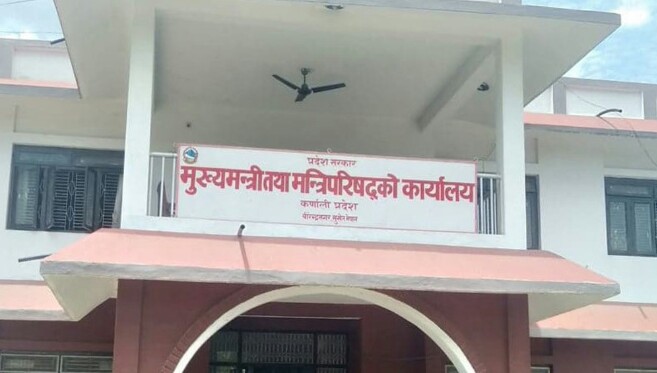 प्रदेश सरकार
मुख्यमन्त्री तथा मन्त्रिपरिषद्को कार्यालय
कर्णाली प्रदेश
वीरेन्द्रनगर, सुर्खेत नेपाल